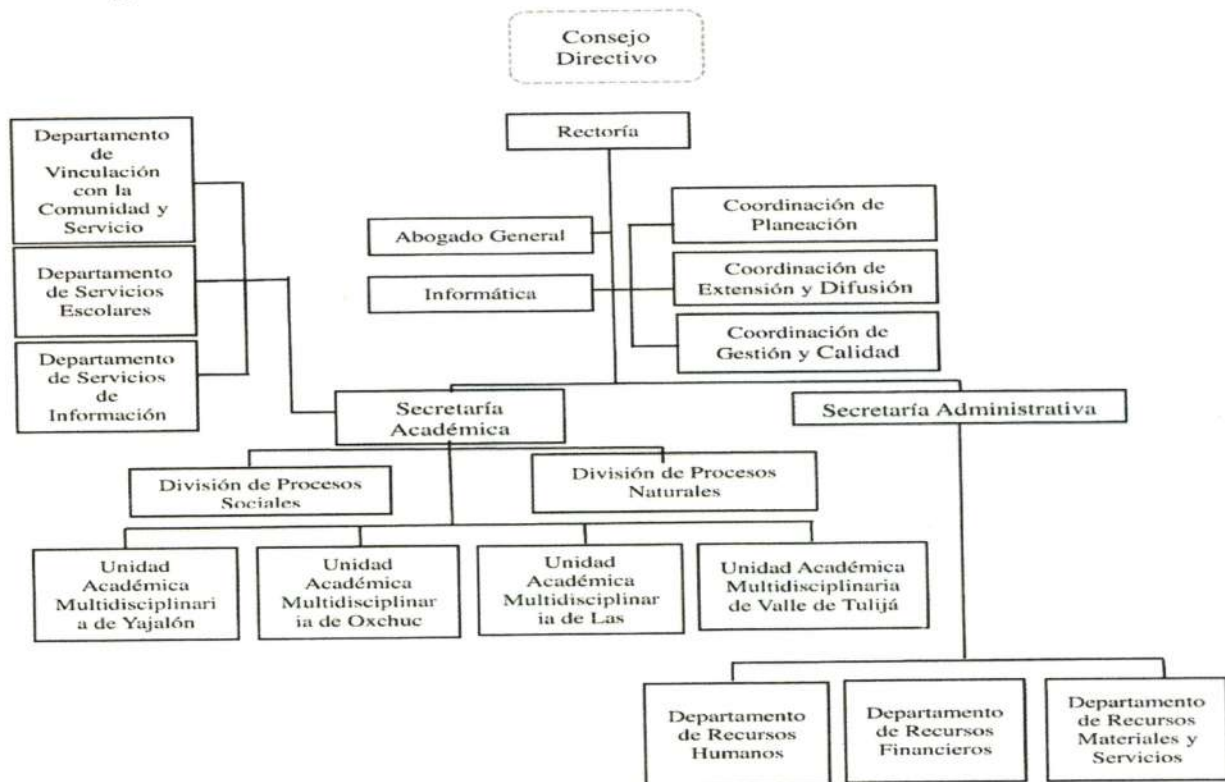 Consejo
Directivo
Rectoría
Departamento
de
Vinculación
con la
Comunidad y
Servicio
Departamento
de Servicios
Escolares
Departamento
de Servicios
de
Información
Abogado General
Informática
Coordinación de
Planeación
Coordinación de
Extensión y Difusión
Coordinación de
Gestión y Calidad
Secretaría
Académica
Secretaría Administrativa
División de Procesos
Sociales
División de Procesos
Naturales
Unidad
Académica
Multidisciplinari
a de Yajalón
Unidad
Académica
Multidisciplinar
ia de Oxchuc
Unidad
Académica
Multidisciplinar
ia de Las
Unidad Académica
Multidisciplinaria
de Valle de Tulijá
Departamento
de Recursos
Humanos
Departamento
de Recursos
Financieros
Departamento
de Recursos
Materiales y
Servicios